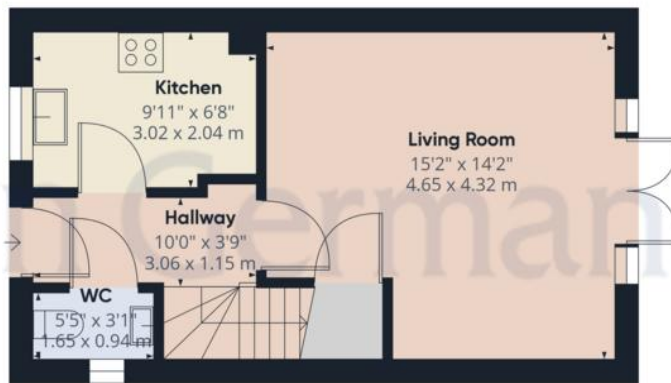 Kitchen
9'11" x 6'8"
3.02 x 2.04 m
Living Room
15'2" x 14'2"
4.65 x 4.32 m
Hallway
10'0" x 3'9"
3.06 x 1.15 m
n German
WC
5'5" x 3'1"
1.65 x 0.94 m